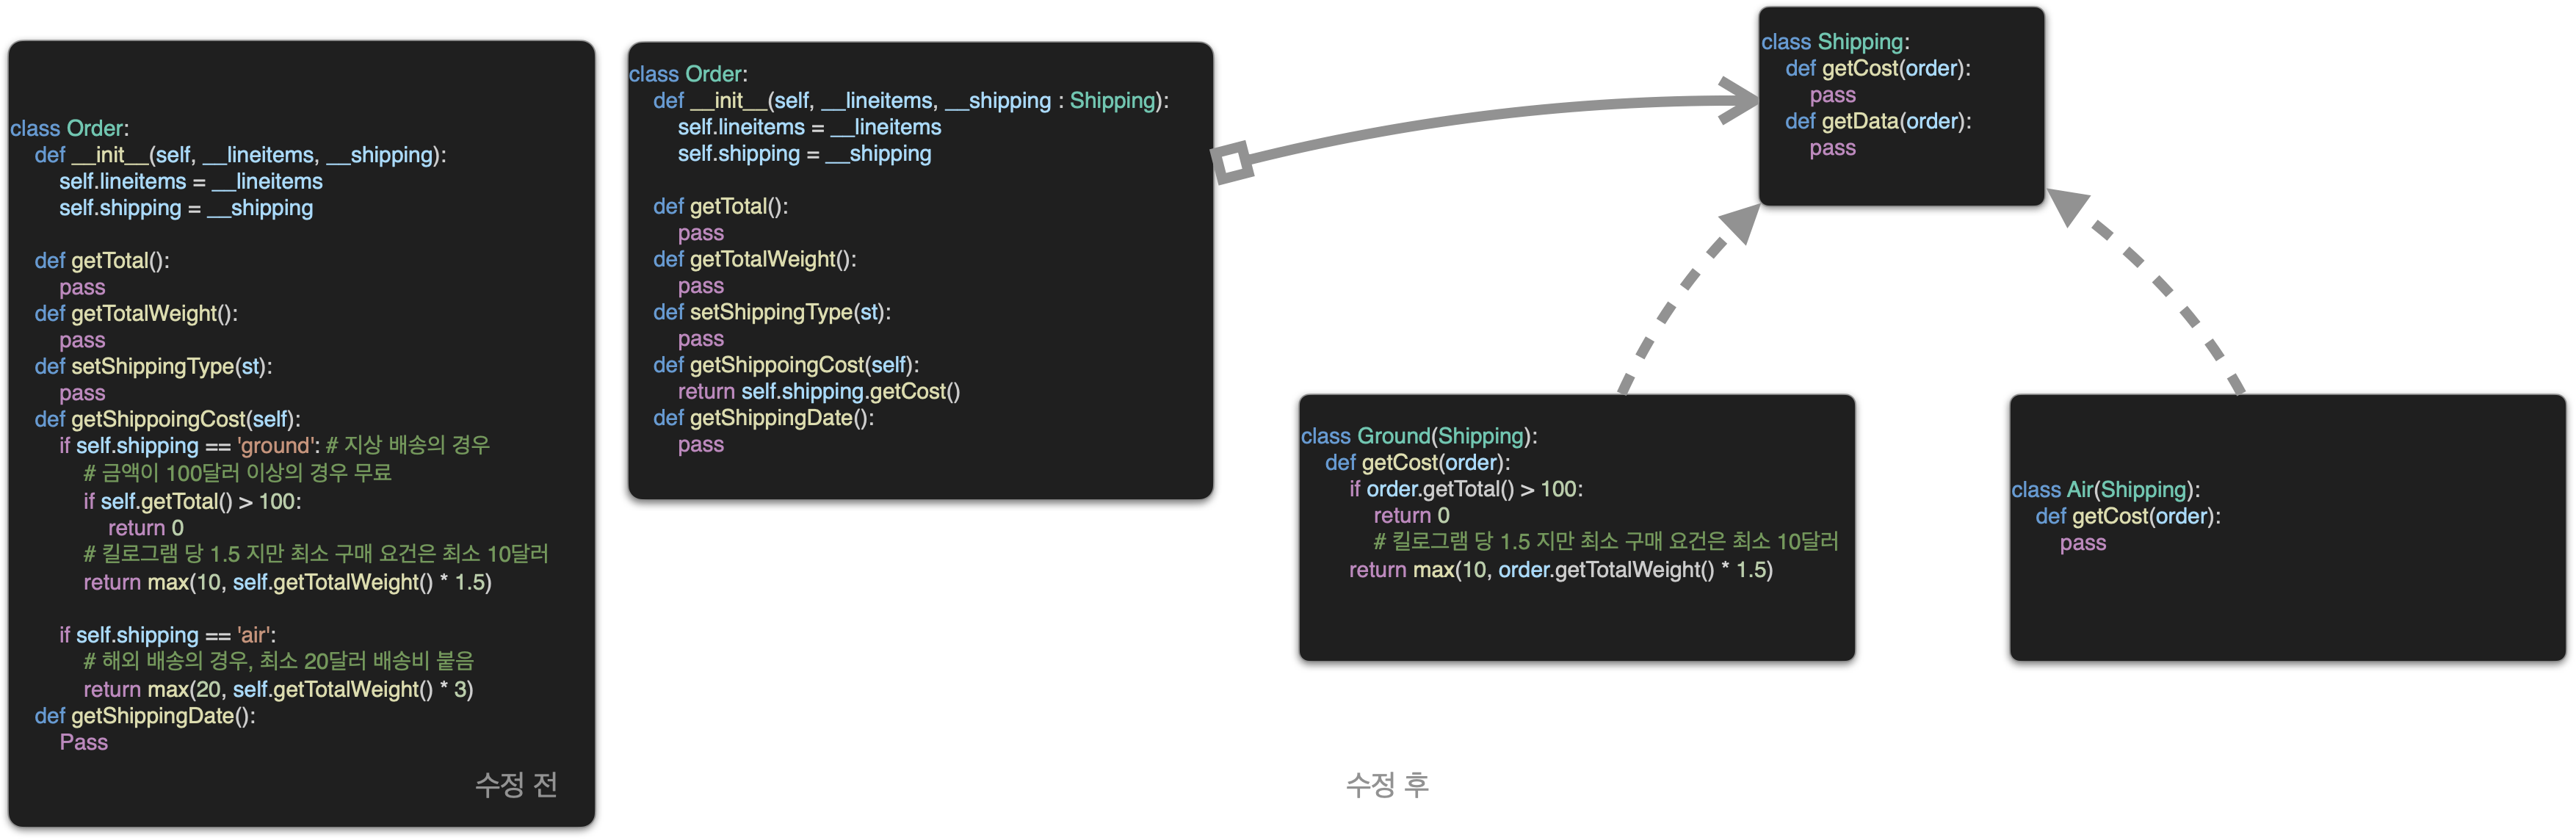 class Order:
    def __init__(self, __lineitems, __shipping):
        self.lineitems = __lineitems
        self.shipping = __shipping

    def getTotal():
        pass
    def getTotalWeight():
        pass
    def setShippingType(st):
        pass
    def getShippoingCost(self):
        if self.shipping == 'ground': # 지상 배송의 경우
            # 금액이 100달러 이상의 경우 무료
            if self.getTotal() > 100:
                return 0
            # 킬로그램 당 1.5 지만 최소 구매 요건은 최소 10달러
            return max(10, self.getTotalWeight() * 1.5)

        if self.shipping == 'air':
            # 해외 배송의 경우, 최소 20달러 배송비 붙음
            return max(20, self.getTotalWeight() * 3)
    def getShippingDate():
        Pass
수정 전
class Order:
    def __init__(self, __lineitems, __shipping : Shipping):
        self.lineitems = __lineitems
        self.shipping = __shipping

    def getTotal():
        pass
    def getTotalWeight():
        pass
    def setShippingType(st):
        pass
    def getShippoingCost(self):
        return self.shipping.getCost()
    def getShippingDate():
        pass
class Shipping:
    def getCost(order):
        pass
    def getData(order):
        pass
class Ground(Shipping):
    def getCost(order):
        if order.getTotal() > 100:
            return 0
            # 킬로그램 당 1.5 지만 최소 구매 요건은 최소 10달러
        return max(10, order.getTotalWeight() * 1.5)
class Air(Shipping):
    def getCost(order):
        pass
수정 후